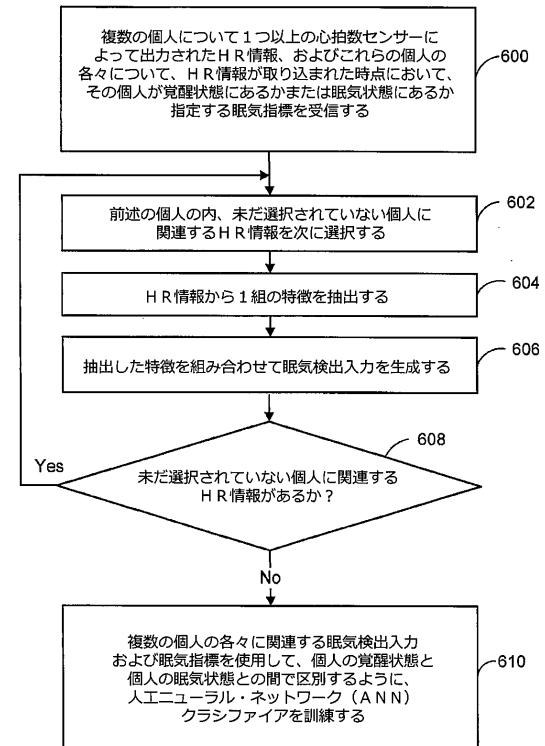 複数の個人について1つ以上の心拍数センサーに
よって出力されたHR情報、およびこれらの個人の
各々について、HR情報が取り込まれた時点において、
その個人が覚醒状態にあるかまたは眠気状態にあるか
指定する眠気指標を受信する
600
前述の個人の内、未だ選択されていない個人に
関連するHR情報を次に選択する
602
HR情報から1組の特徴を抽出する
604
抽出した特徴を組み合わせて眠気検出入力を生成する
606
608
Yes
未だ選択されていない個人に関連する
HR情報があるか?
No
複数の個人の各々に関連する眠気検出入力
および眠気指標を使用して、個人の覚醒状態と
個人の眠気状態との間で区別するように、
人工ニューラル・ネットワーク(ANN)
クラシファイアを訓練する
610